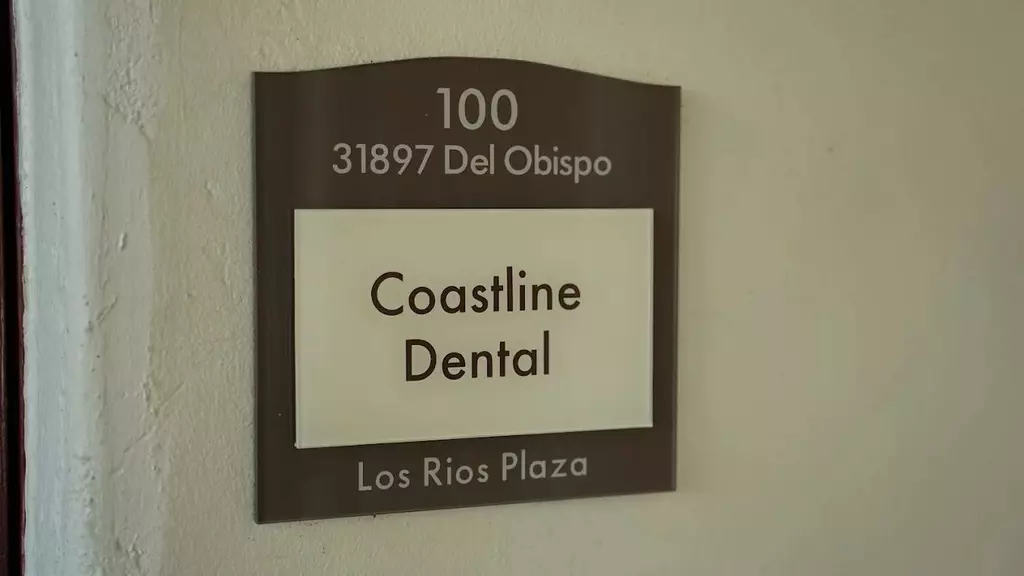 100
31897 Del Obispo
Coastline
Dental
Los Rios Plaza